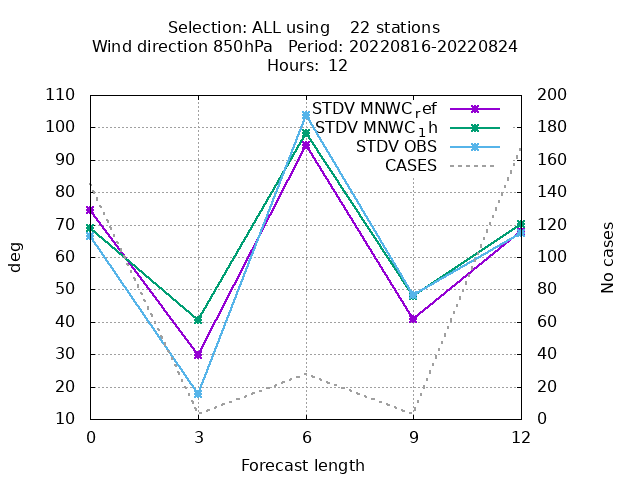 Selection: ALL using    22 stations
Wind direction 850hPa   Period: 20220816-20220824
Hours:  12
110 200
100 180
90 160
80 140
70 120
60 100
50 80
40 60
30 40
20 20
10 0
STDV MNWCref
STDV MNWC1h
STDV OBS
CASES
deg
No cases
0 3 6 9 12
Forecast length